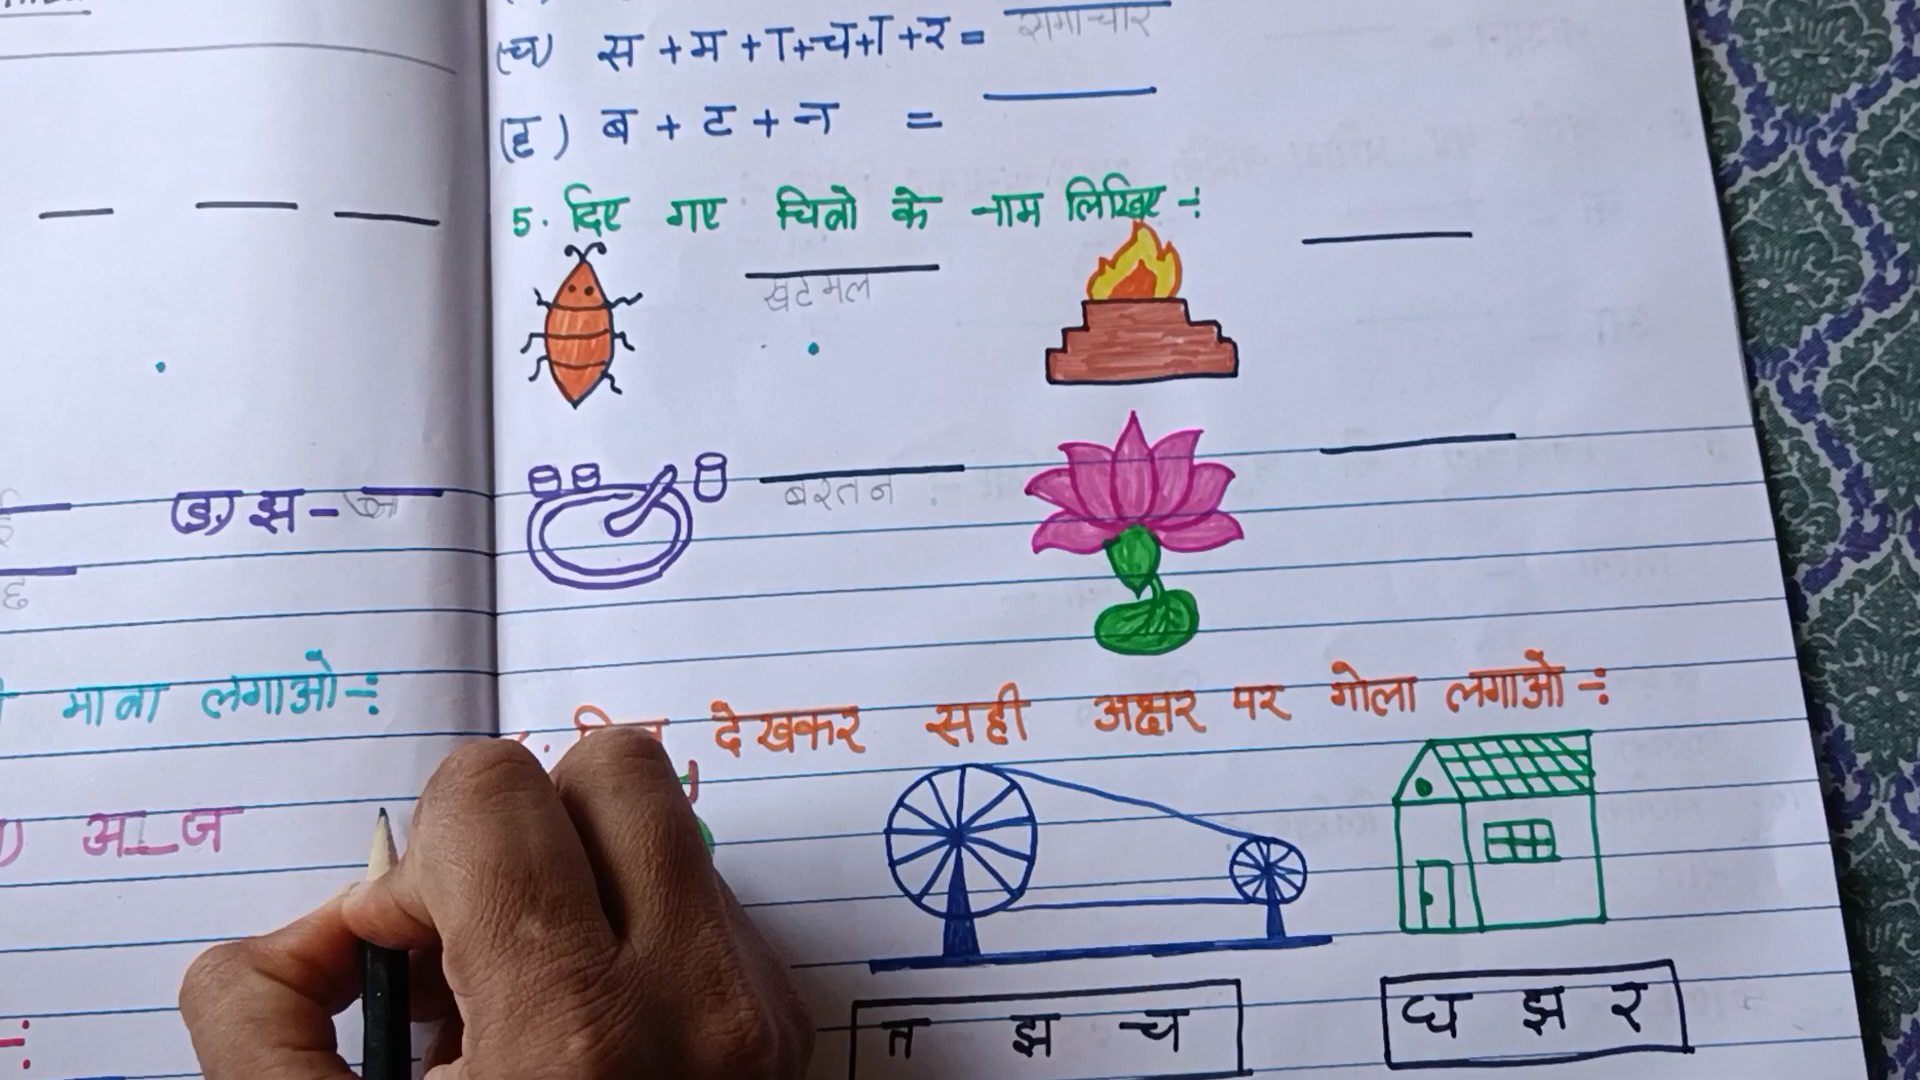 (ड) झ -
मात्रा लगाओ -:
अ_ज
(च) स + म + ा + च + ा + र = समाचार
(ह) ब + ट + न =
5. दिए गए चित्रो के नाम लिखिए -:
खटमल
बरतन
देखकर सही अक्षर पर गोला लगाओ -:
त झ च
घ झ र